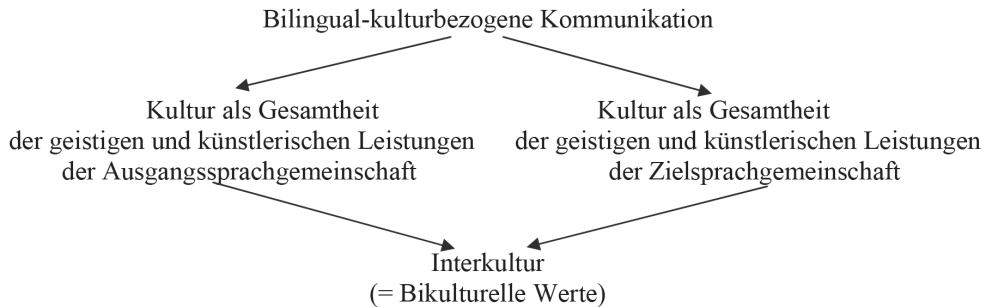 Bilingual-kulturbezogene Kommunikation
Kultur als Gesamtheit
der geistigen und künstlerischen Leistungen
der Ausgangssprachgemeinschaft
Kultur als Gesamtheit
der geistigen und künstlerischen Leistungen
der Zielsprachgemeinschaft
Interkultur
(= Bikulturelle Werte)